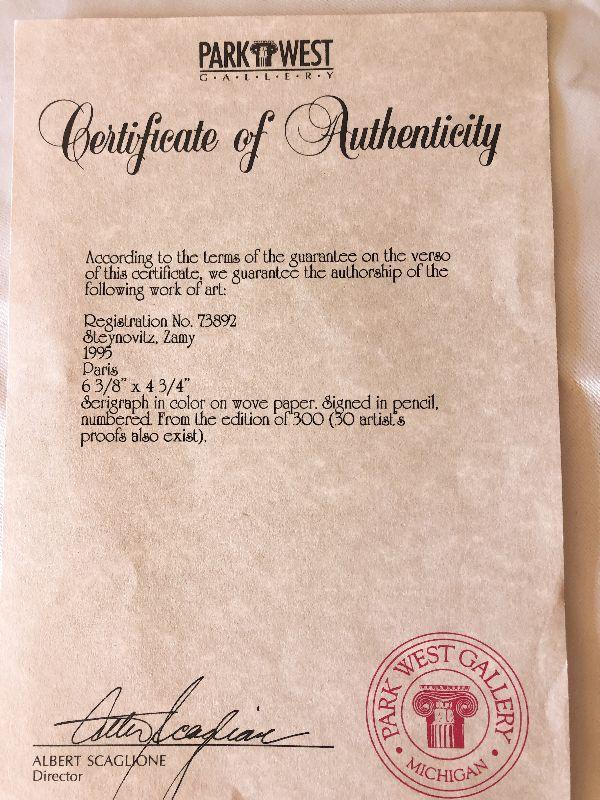 PARK WEST
G·A·L·L·E·R·Y
Certificate of Authenticity
According to the terms of the guarantee on the verso
of this certificate, we guarantee the authorship of the
following work of art:
Registration No. 73892
Steynovitz, Zamy
1995
Paris
6 3/8" x 4 3/4"
Serigraph in color on wove paper. Signed in pencil,
numbered. From the edition of 300 (30 artist's
proofs also exist).
Albert Scaglione
ALBERT SCAGLIONE
Director
PARK WEST GALLERY
• MICHIGAN •